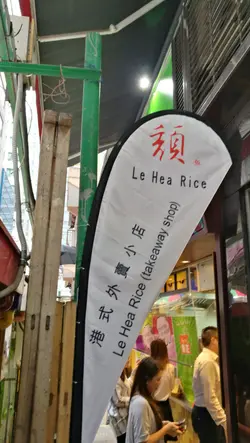 Le Hea Rice
港式外賣小店
Le Hea Rice (takeaway shop)